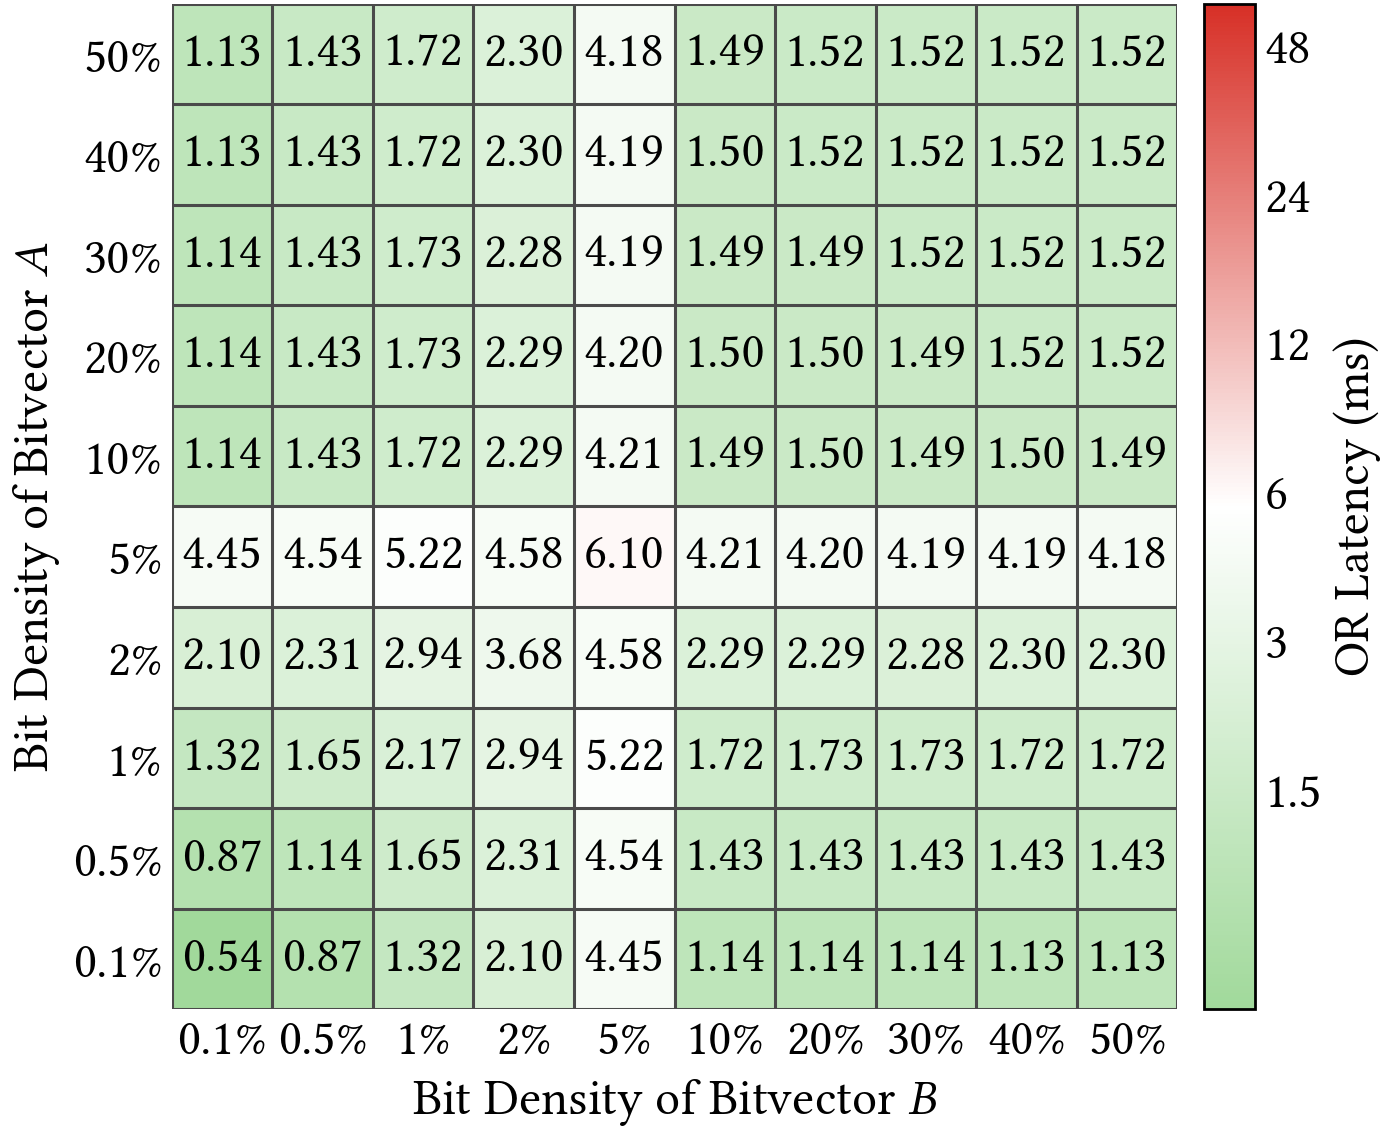 50% 1.13 1.43 1.72 2.30 4.18 1.49 1.52 1.52 1.52 1.52
40% 1.13 1.43 1.72 2.30 4.19 1.50 1.52 1.52 1.52 1.52
30% 1.14 1.43 1.73 2.28 4.19 1.49 1.49 1.52 1.52 1.52
20% 1.14 1.43 1.73 2.29 4.20 1.50 1.50 1.49 1.52 1.52
10% 1.14 1.43 1.72 2.29 4.21 1.49 1.50 1.49 1.50 1.49
5% 4.45 4.54 5.22 4.58 6.10 4.21 4.20 4.19 4.19 4.18
2% 2.10 2.31 2.94 3.68 4.58 2.29 2.29 2.28 2.30 2.30
1% 1.32 1.65 2.17 2.94 5.22 1.72 1.73 1.73 1.72 1.72
0.5% 0.87 1.14 1.65 2.31 4.54 1.43 1.43 1.43 1.43 1.43
0.1% 0.54 0.87 1.32 2.10 4.45 1.14 1.14 1.14 1.13 1.13
0.1% 0.5% 1% 2% 5% 10% 20% 30% 40% 50%
Bit Density of Bitvector B
Bit Density of Bitvector A
48
24
12
6
3
1.5
OR Latency (ms)